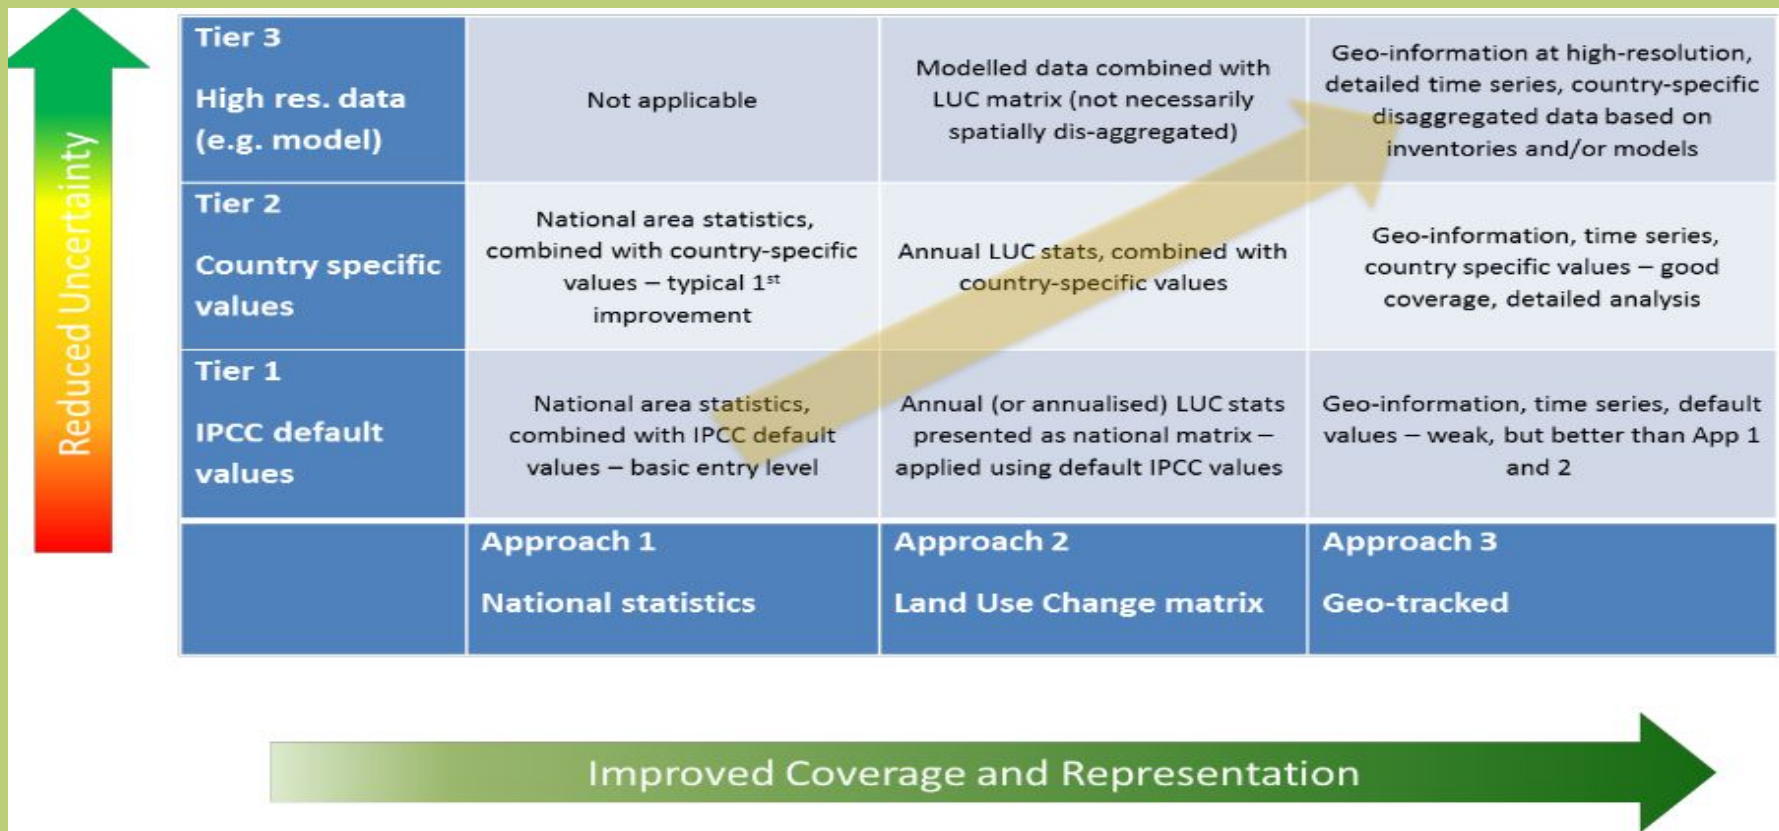 Reduced Uncertainty
Tier 3
High res. data
(e.g. model)
Not applicable
Modelled data combined with
LUC matrix (not necessarily
spatially dis-aggregated)
Geo-information at high-resolution,
detailed time series, country-specific
disaggregated data based on
inventories and/or models
Tier 2
Country specific
values
National area statistics,
combined with country-specific
values – typical 1st
improvement
Annual LUC stats, combined with
country-specific values
Geo-information, time series,
country specific values – good
coverage, detailed analysis
Tier 1
IPCC default
values
National area statistics,
combined with IPCC default
values – basic entry level
Annual (or annualised) LUC stats
presented as national matrix –
applied using default IPCC values
Geo-information, time series, default
values – weak, but better than App 1
and 2
Approach 1
National statistics
Approach 2
Land Use Change matrix
Approach 3
Geo-tracked
Improved Coverage and Representation